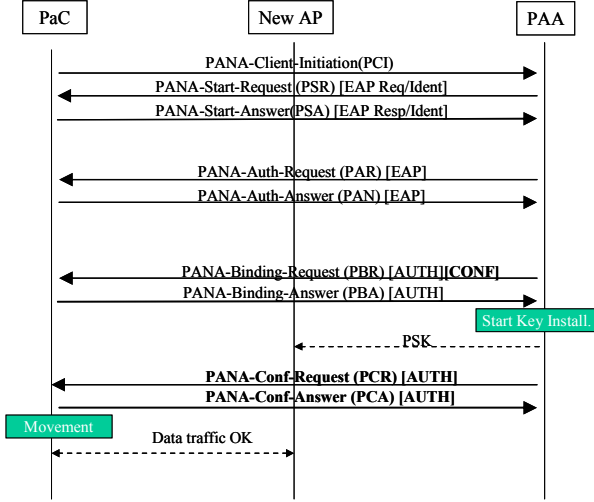 PaC
New AP
PAA
PANA-Client-Initiation(PCI)
PANA-Start-Request (PSR) [EAP Req/Ident]
PANA-Start-Answer(PSA) [EAP Resp/Ident]
PANA-Auth-Request (PAR) [EAP]
PANA-Auth-Answer (PAN) [EAP]
PANA-Binding-Request (PBR) [AUTH][CONF]
PANA-Binding-Answer (PBA) [AUTH]
Start Key Install.
PSK
PANA-Conf-Request (PCR) [AUTH]
PANA-Conf-Answer (PCA) [AUTH]
Movement
Data traffic OK